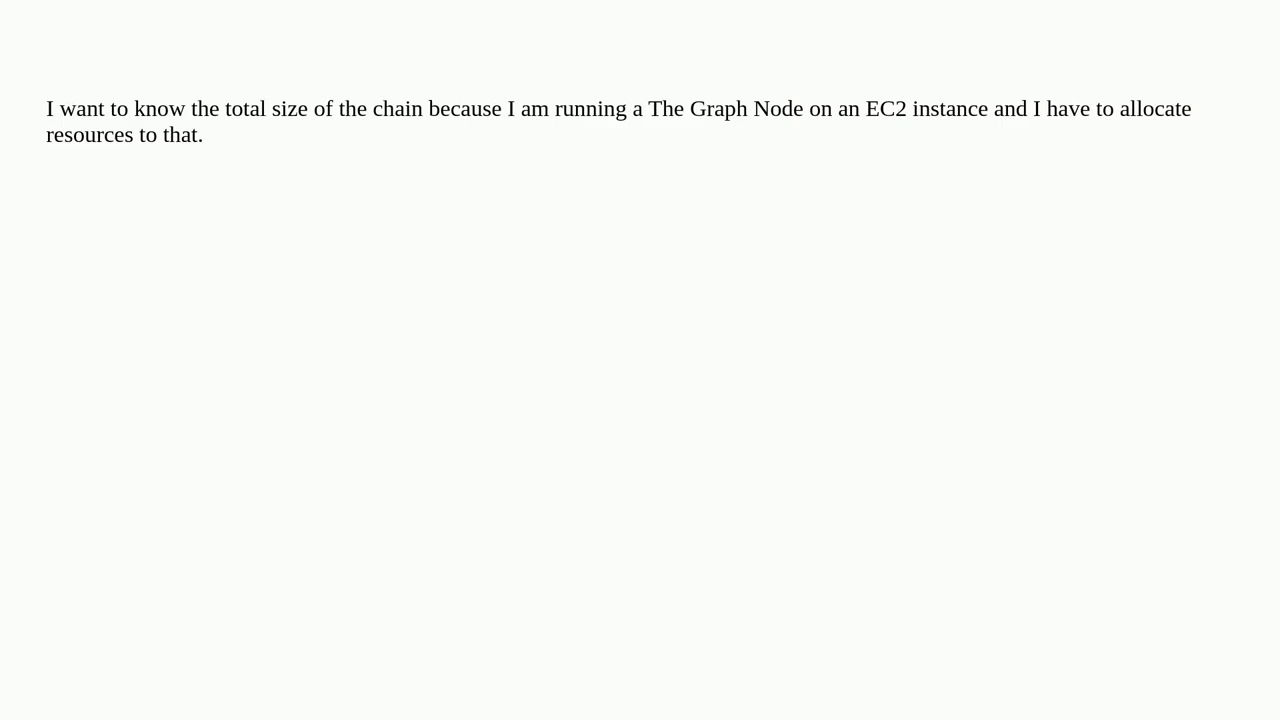 I want to know the total size of the chain because I am running a The Graph Node on an EC2 instance and I have to allocate
resources to that.